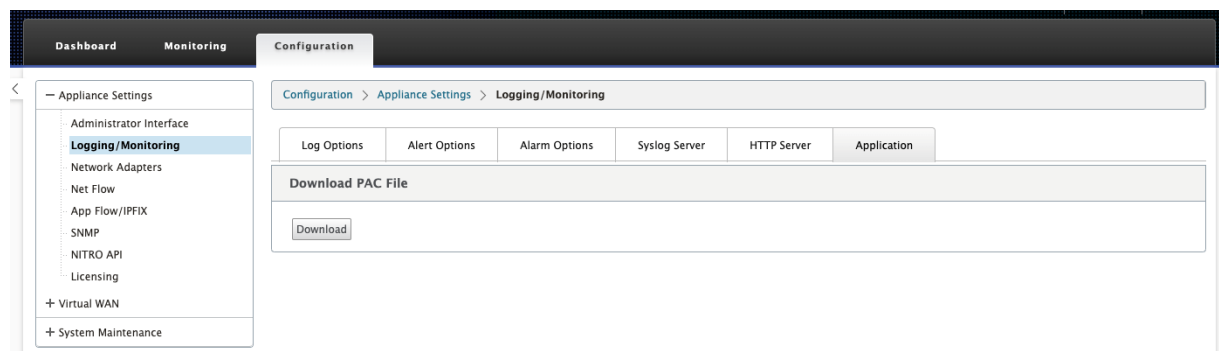 Dashboard Monitoring Configuration
— Appliance Settings
Administrator Interface
Logging/Monitoring
Network Adapters
Net Flow
App Flow/IPFIX
SNMP
NITRO API
Licensing
+ Virtual WAN
+ System Maintenance
Configuration > Appliance Settings > Logging/Monitoring
Log Options Alert Options Alarm Options Syslog Server HTTP Server Application
Download PAC File
Download